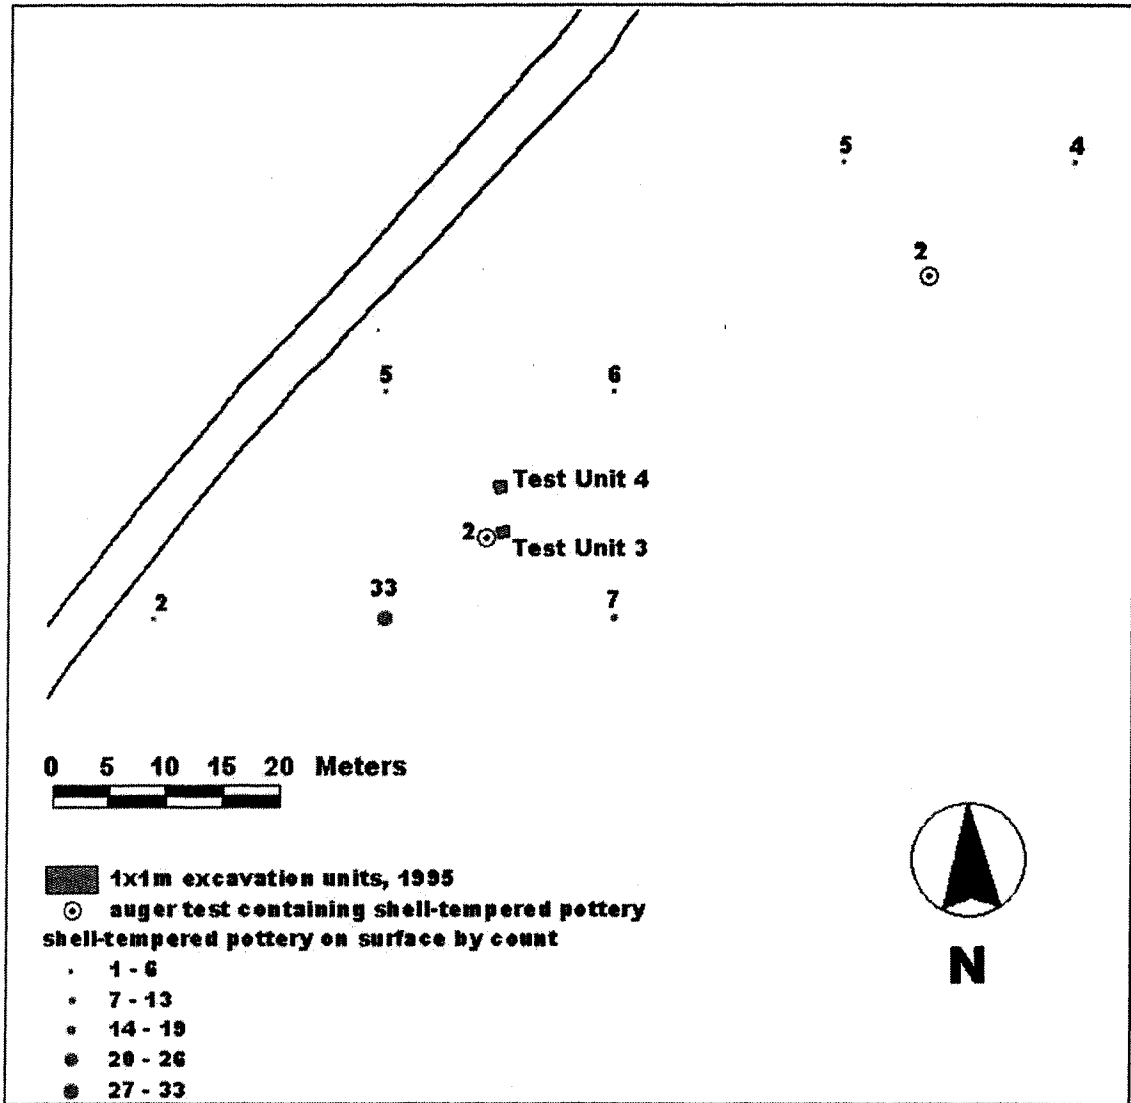 5 4
2
5 6
Test Unit 4
2
Test Unit 3
2 33 7
0 5 10 15 20 Meters
1x1m excavation units, 1995
auger test containing shell-tempered pottery
shell-tempered pottery on surface by count
1 - 6
7 - 13
14 - 19
20 - 26
27 - 33
N